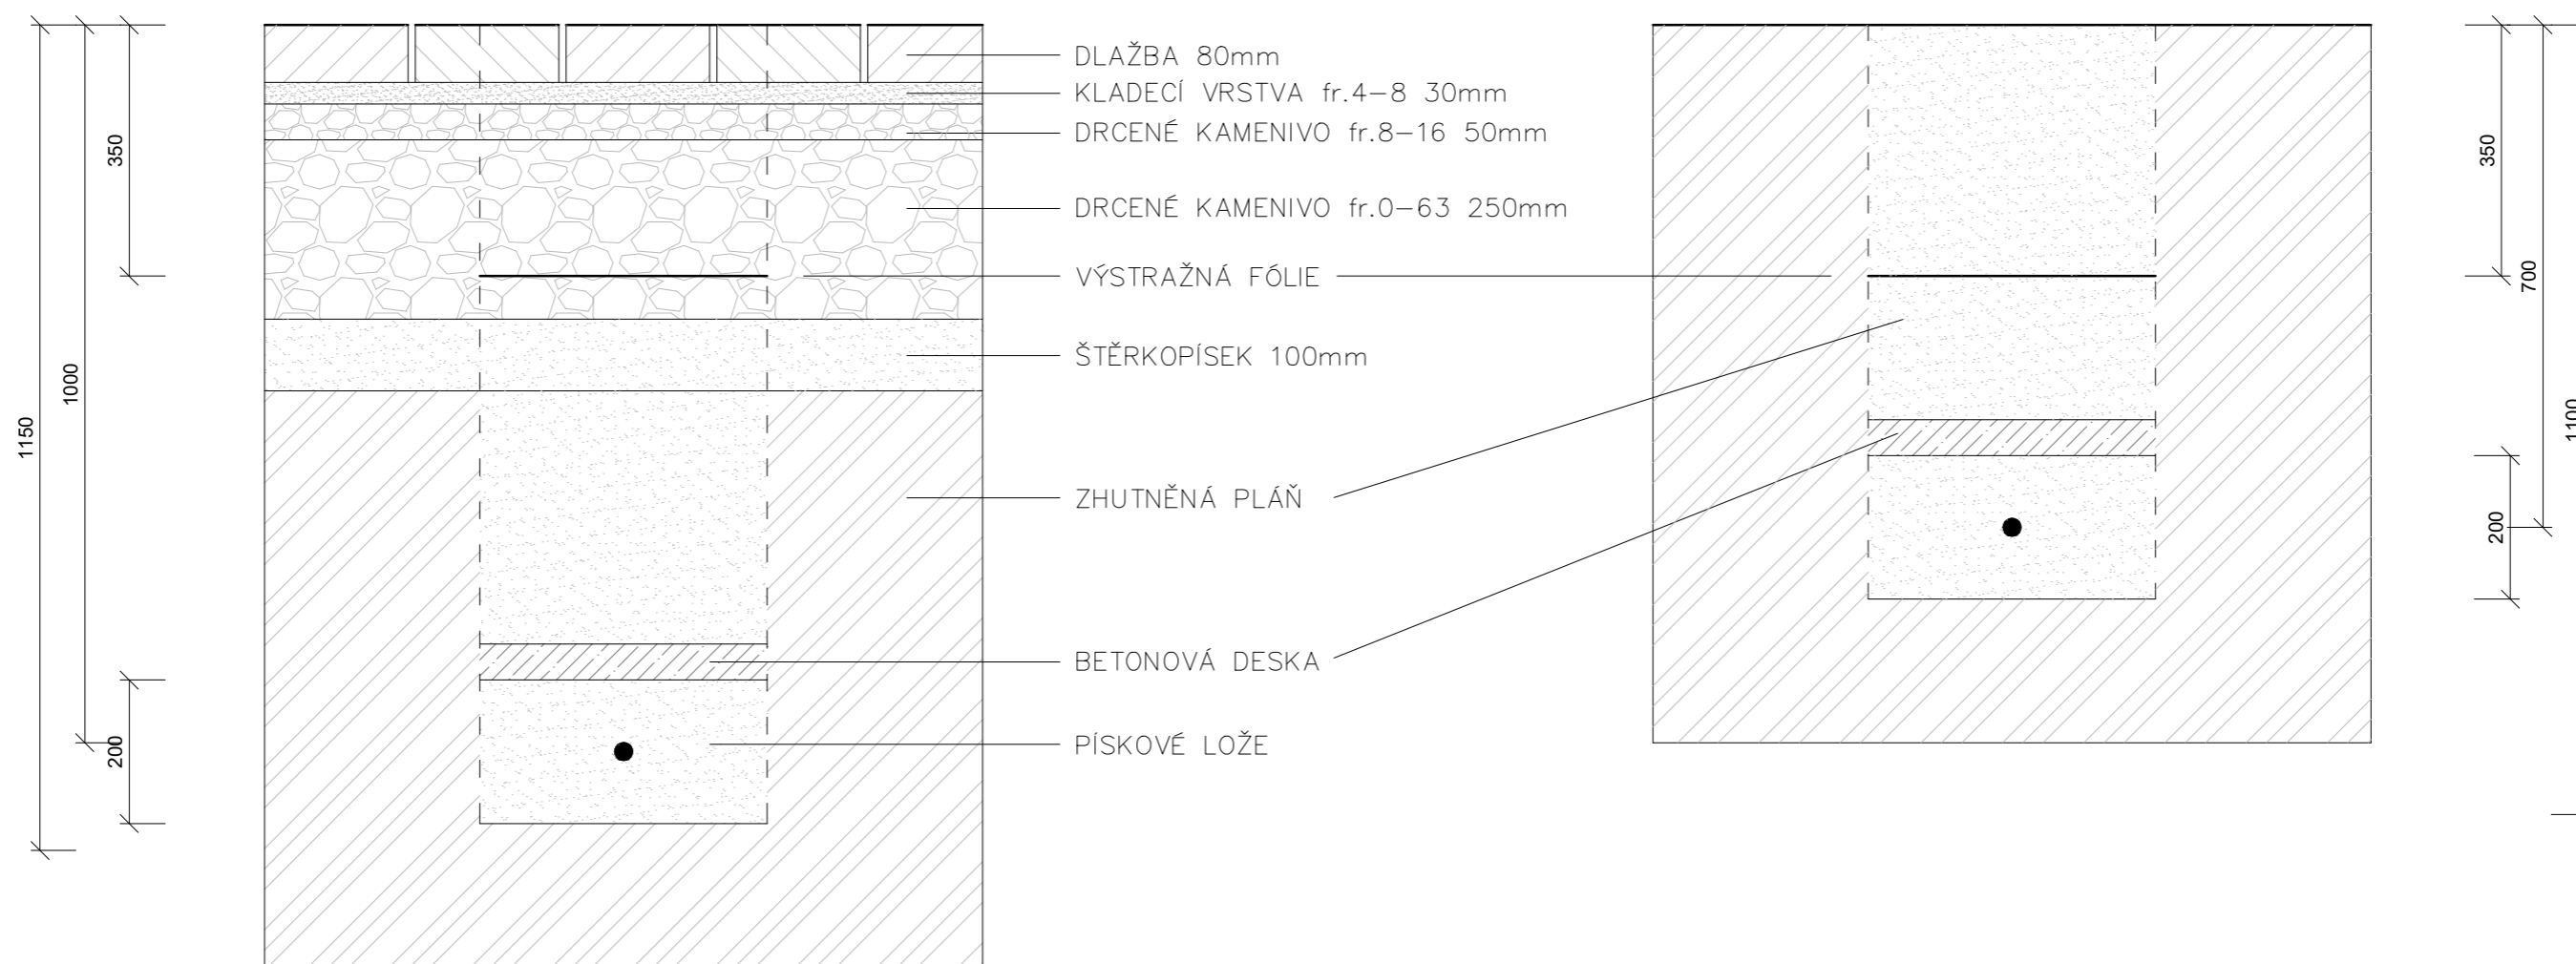 DLAŽBA 80mm
KLADECÍ VRSTVA fr.4-8 30mm
DRCENÉ KAMENIVO fr.8-16 50mm
DRCENÉ KAMENIVO fr.0-63 250mm
VÝSTRAŽNÁ FÓLIE
ŠTĚRKOPÍSEK 100mm
ZHUTNĚNÁ PLÁŇ
BETONOVÁ DESKA
PÍSKOVÉ LOŽE
350
1000
1150
200
350
700
1100
200